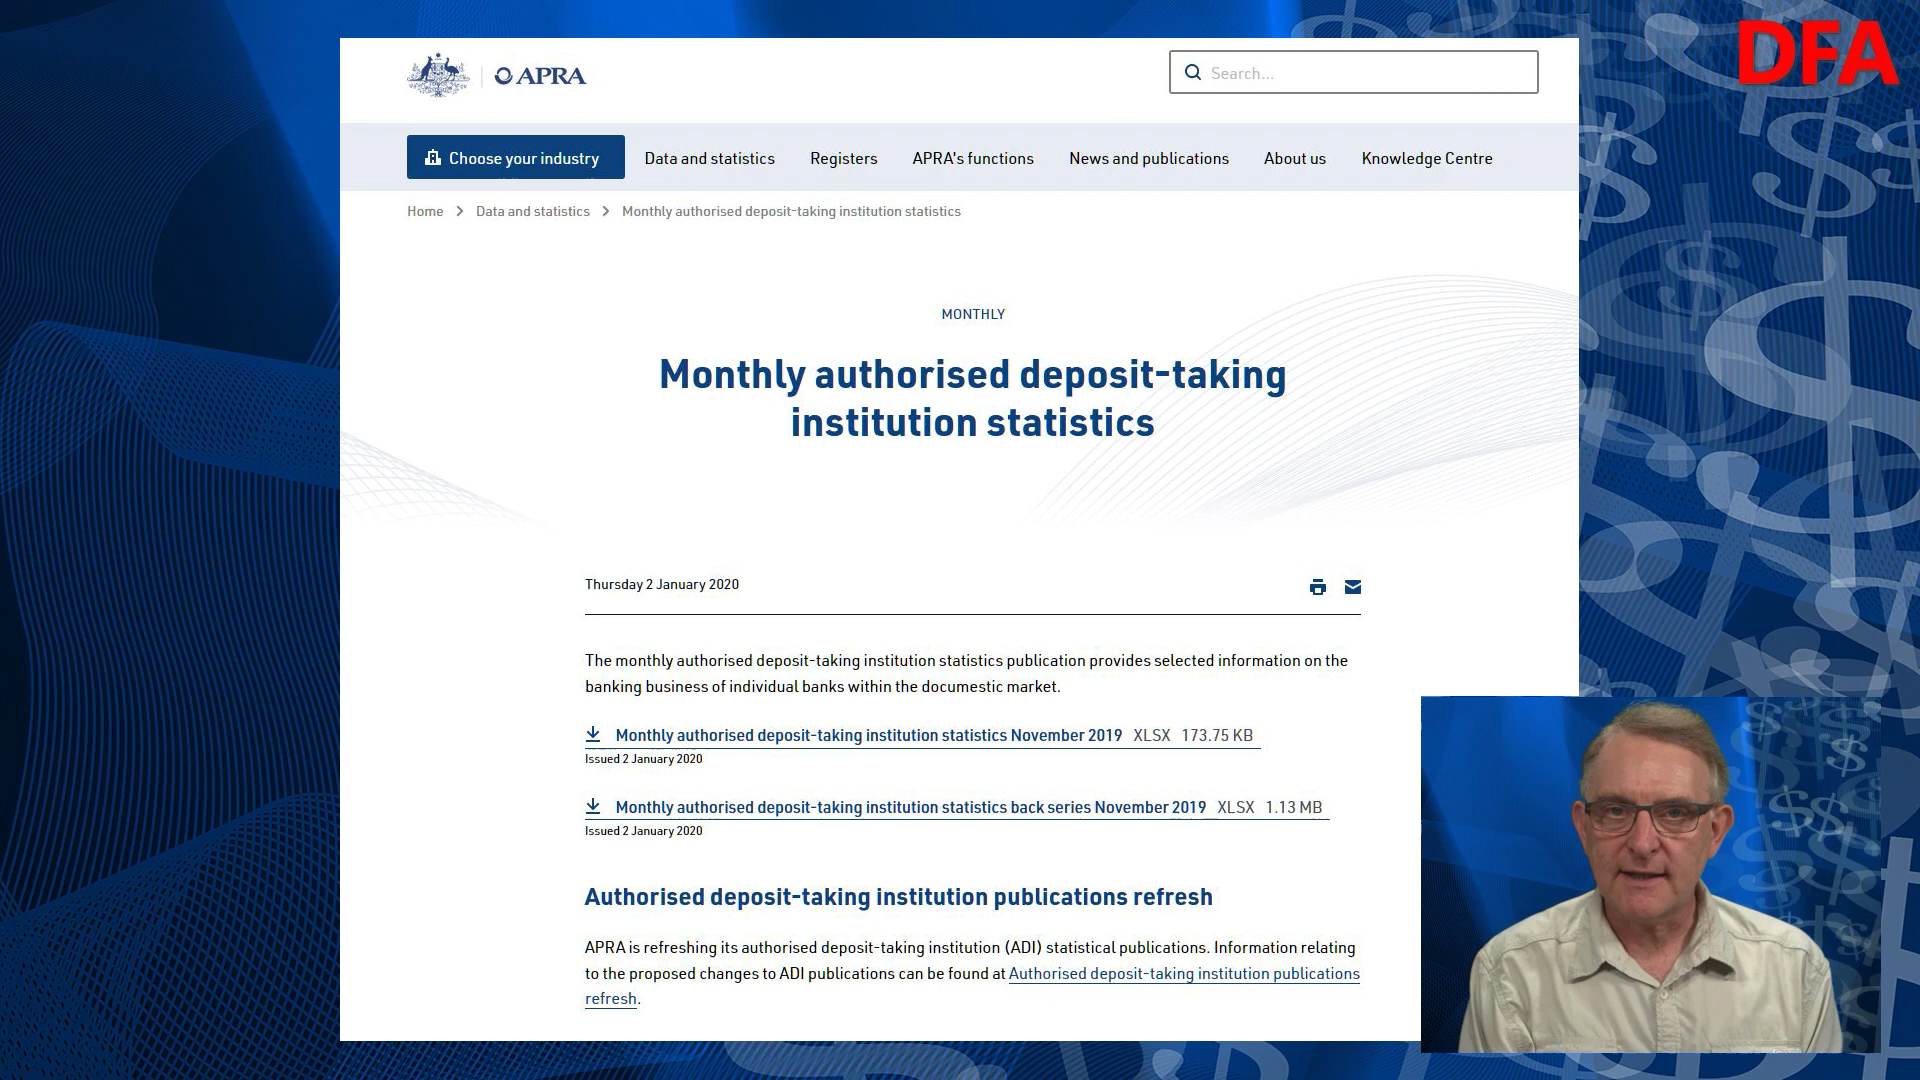 DFA
APRA
Search...
Choose your industry
Data and statistics
Registers
APRA's functions
News and publications
About us
Knowledge Centre
Home > Data and statistics > Monthly authorised deposit-taking institution statistics
MONTHLY
Monthly authorised deposit-taking
institution statistics
Thursday 2 January 2020
The monthly authorised deposit-taking institution statistics publication provides selected information on the
banking business of individual banks within the documestic market.
Monthly authorised deposit-taking institution statistics November 2019 XLSX 173.75 KB
Issued 2 January 2020
Monthly authorised deposit-taking institution statistics back series November 2019 XLSX 1.13 MB
Issued 2 January 2020
Authorised deposit-taking institution publications refresh
APRA is refreshing its authorised deposit-taking institution (ADI) statistical publications. Information relating
to the proposed changes to ADI publications can be found at Authorised deposit-taking institution publications
refresh.